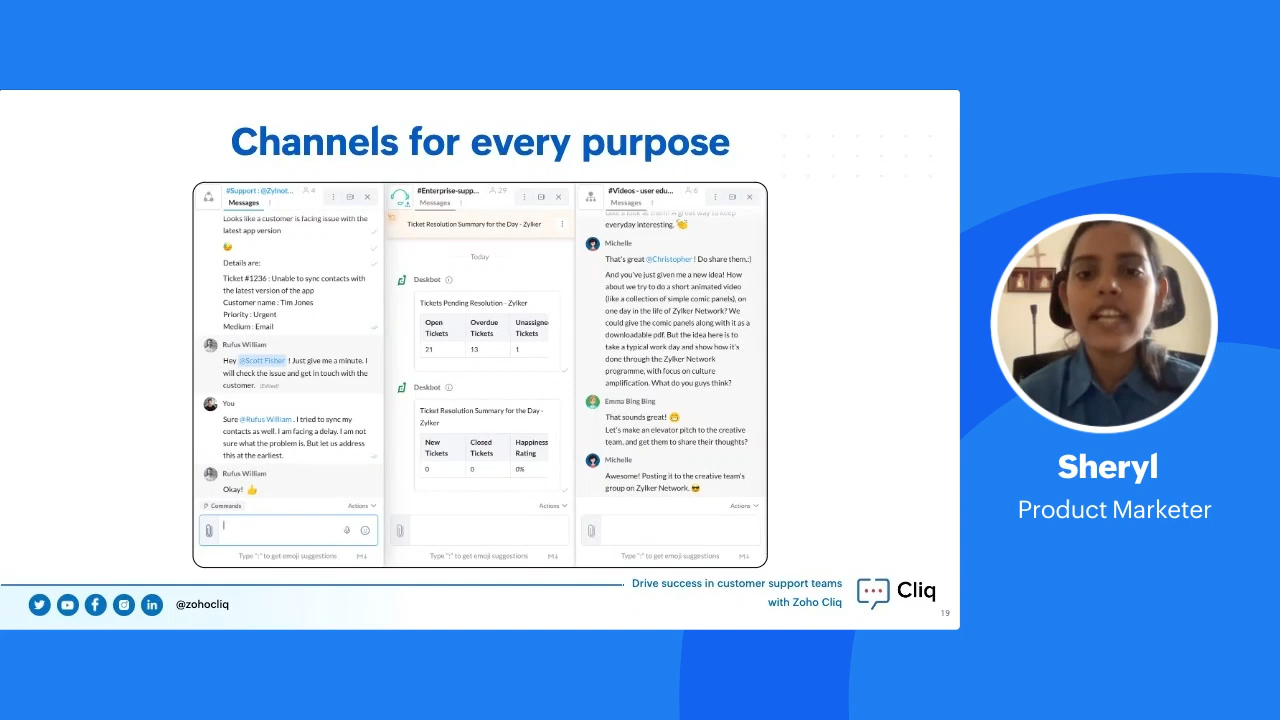 Channels for every purpose
#Support : @Zylnot...
4
Messages
Looks like a customer is facing issue with the
latest app version
Details are:
Ticket #1236 : Unable to sync contacts with
the latest version of the app
Customer name : Tim Jones
Priority : Urgent
Medium : Email
Rufus William
Hey @Scott Fisher ! Just give me a minute. I
will check the issue and get in touch with the
customer. (Edited)
You
Sure @Rufus William . I tried to sync my
contacts as well. I am facing a delay. I am not
sure what the problem is. But let us address
this at the earliest.
Rufus William
Okay!
Commands
Actions
Type ":" to get emoji suggestions
M↓
#Enterprise-supp...
29
Messages
Ticket Resolution Summary for the Day - Zylker
Today
Deskbot
Tickets Pending Resolution - Zylker
Open Tickets Overdue Tickets Unassigne Tickets
21 13 1
Deskbot
Ticket Resolution Summary for the Day -
Zylker
New Tickets Closed Tickets Happiness Rating
0 0 0%
Actions
Type ":" to get emoji suggestions
M↓
#Videos - user edu...
6
Messages
everyday interesting.
Michelle
That's great @Christopher ! Do share them.:)
And you've just given me a new idea! How
about we try to do a short animated video
(like a collection of simple comic panels), on
one day in the life of Zylker Network? We
could give the comic panels along with it as a
downloadable pdf. But the idea here is to
take a typical work day and show how it's
done through the Zylker Network
programme, with focus on culture
amplification. What do you guys think?
Emma Bing Bing
That sounds great!
Let's make an elevator pitch to the creative
team, and get them to share their thoughts?
Michelle
Awesome! Posting it to the creative team's
group on Zylker Network.
Actions
Type ":" to get emoji suggestions
M↓
@zohocliq
Drive success in customer support teams
with Zoho Cliq
Cliq
19
Sheryl
Product Marketer